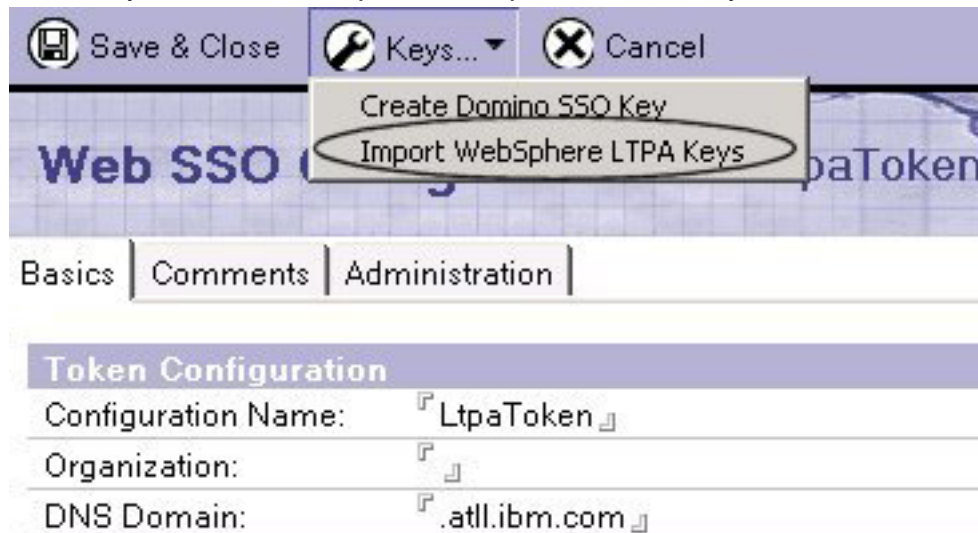 Save & Close Keys... Cancel
Create Domino SSO Key
Import WebSphere LTPA Keys
Web SSO paToken
Basics Comments Administration
Token Configuration
Configuration Name: LtpaToken
Organization:
DNS Domain: .atll.ibm.com